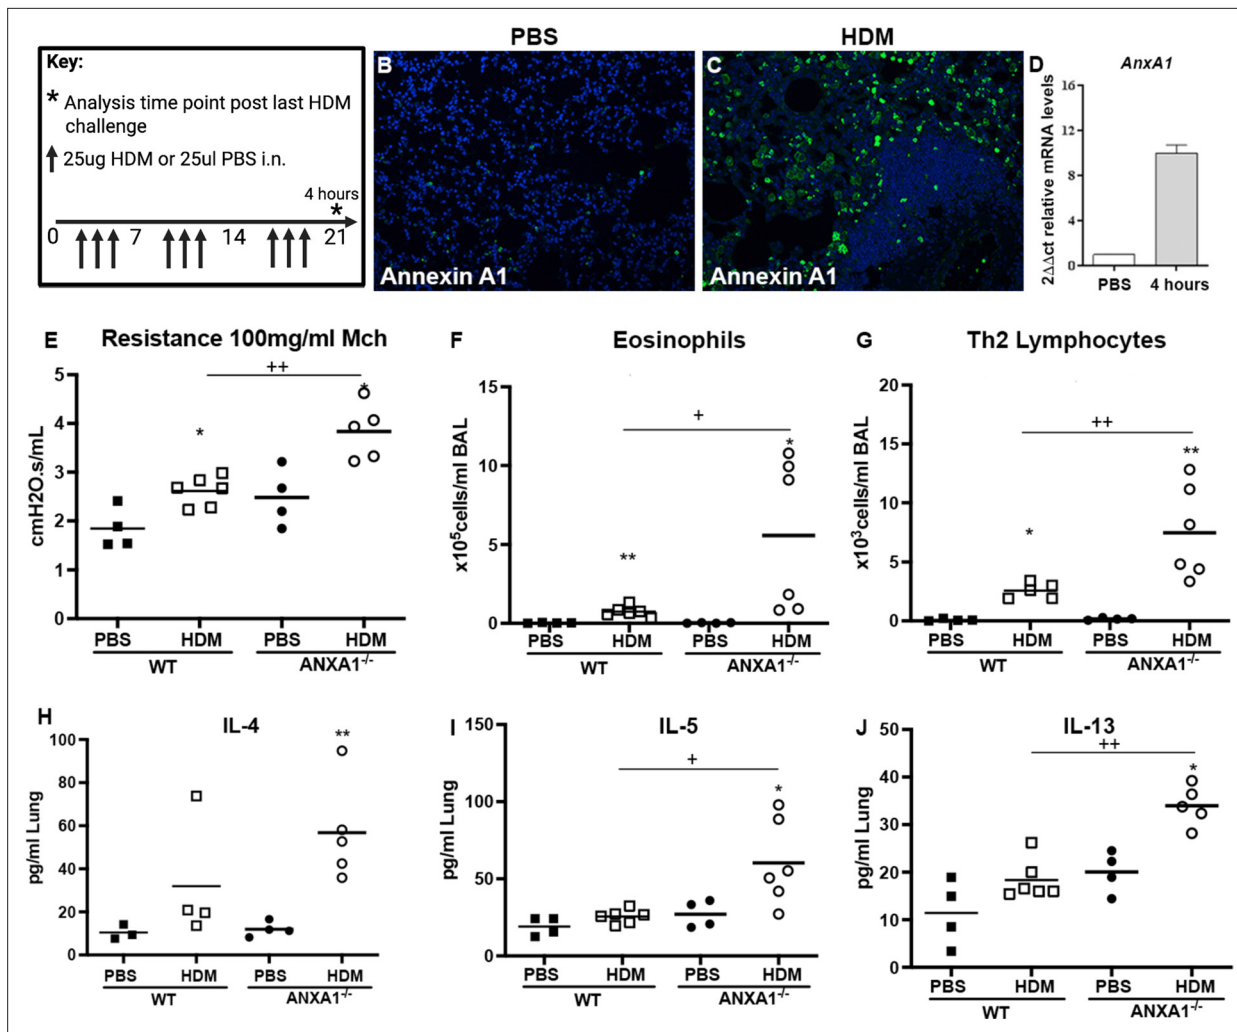 Key:
* Analysis time point post last HDM
challenge
25ug HDM or 25ul PBS i.n.
4 hours
*
0 7 14 21
PBS
B
Annexin A1
HDM
C
Annexin A1
D
AnxA1
2ΔΔct relative mRNA levels
16
12
8
4
0
PBS 4 hours
E
Resistance 100mg/ml Mch
++
*
*
cmH2O.s/mL
5
4
3
2
1
0
PBS HDM PBS HDM
WT ANXA1-/-
F
Eosinophils
+
*
**
x10⁵cells/ml BAL
15
10
5
0
PBS HDM PBS HDM
WT ANXA1-/-
G
Th2 Lymphocytes
++
**
*
x10³cells/ml BAL
20
15
10
5
0
PBS HDM PBS HDM
WT ANXA1-/-
H
IL-4
**
pg/ml Lung
100
80
60
40
20
0
PBS HDM PBS HDM
WT ANXA1-/-
I
IL-5
+
*
pg/ml Lung
150
100
50
0
PBS HDM PBS HDM
WT ANXA1-/-
J
IL-13
++
*
pg/ml Lung
50
40
30
20
10
0
PBS HDM PBS HDM
WT ANXA1-/-